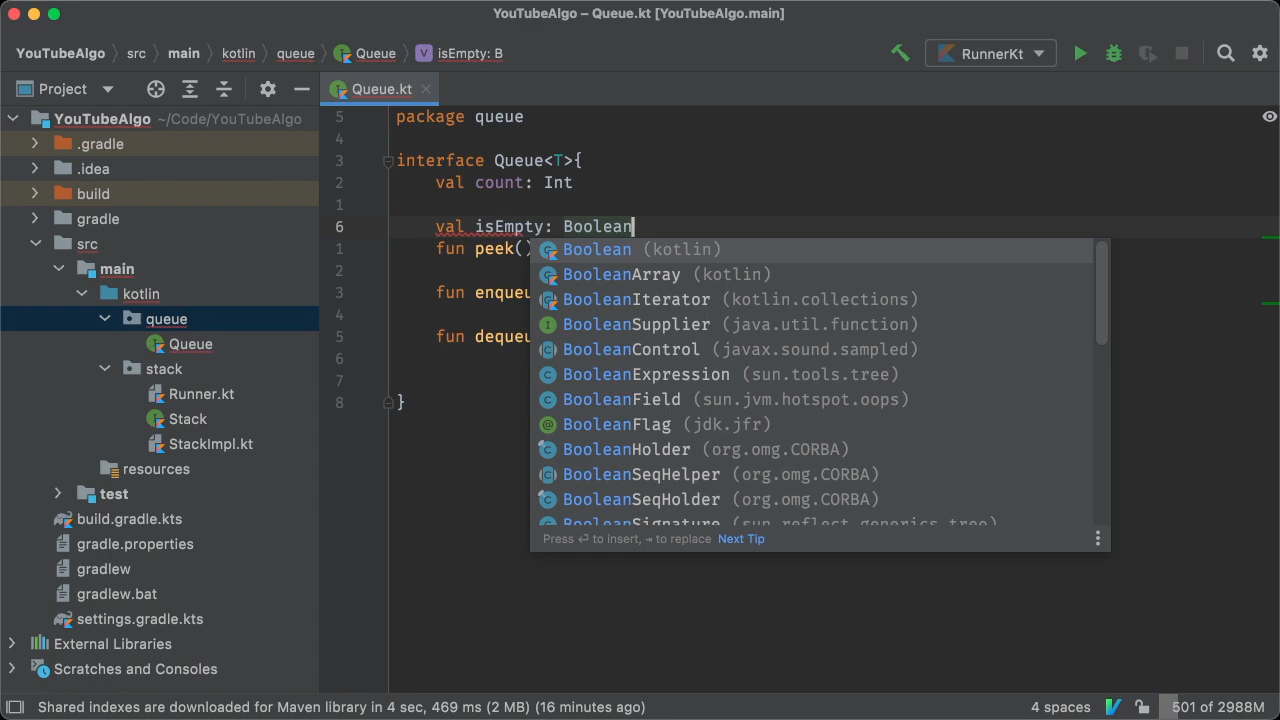 YouTubeAlgo – Queue.kt [YouTubeAlgo.main]
YouTubeAlgo src main kotlin queue Queue V isEmpty: B RunnerKt
Project
Queue.kt
YouTubeAlgo ~/Code/YouTubeAlgo
.gradle
.idea
build
gradle
src
main
kotlin
queue
Queue
stack
Runner.kt
Stack
StackImpl.kt
resources
test
build.gradle.kts
gradle.properties
gradlew
gradlew.bat
settings.gradle.kts
External Libraries
Scratches and Consoles
5 package queue
4
3 interface Queue<T>{
2 val count: Int
1
6 val isEmpty: Boolean
1 fun peek()
2
3 fun enqueu
4
5 fun dequeu
6
7
8 }
Boolean (kotlin)
BooleanArray (kotlin)
BooleanIterator (kotlin.collections)
BooleanSupplier (java.util.function)
BooleanControl (javax.sound.sampled)
BooleanExpression (sun.tools.tree)
BooleanField (sun.jvm.hotspot.oops)
BooleanFlag (jdk.jfr)
BooleanHolder (org.omg.CORBA)
BooleanSeqHelper (org.omg.CORBA)
BooleanSeqHolder (org.omg.CORBA)
BooleanSignature (sun.reflect.generics.tree)
Press ⏎ to insert, ⇥ to replace Next Tip
Shared indexes are downloaded for Maven library in 4 sec, 469 ms (2 MB) (16 minutes ago) 4 spaces 501 of 2988M